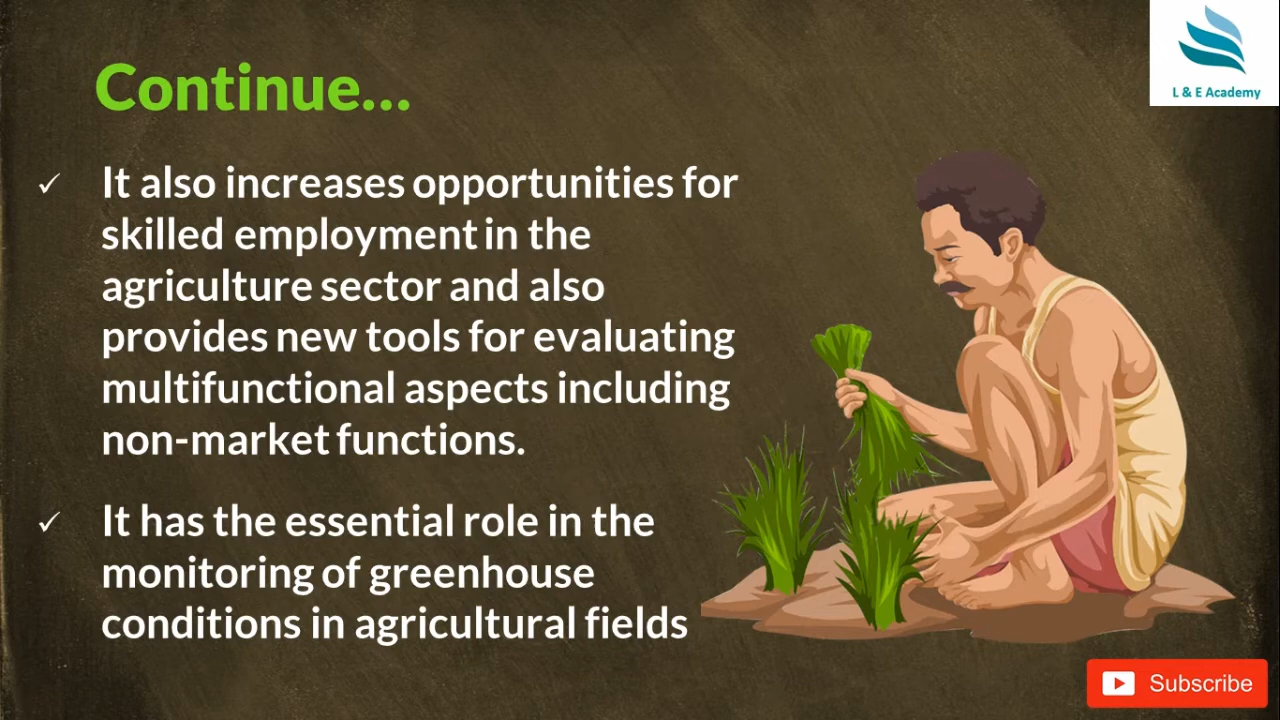 L & E Academy
Continue...
✓ It also increases opportunities for
skilled employment in the
agriculture sector and also
provides new tools for evaluating
multifunctional aspects including
non-market functions.
✓ It has the essential role in the
monitoring of greenhouse
conditions in agricultural fields
Subscribe